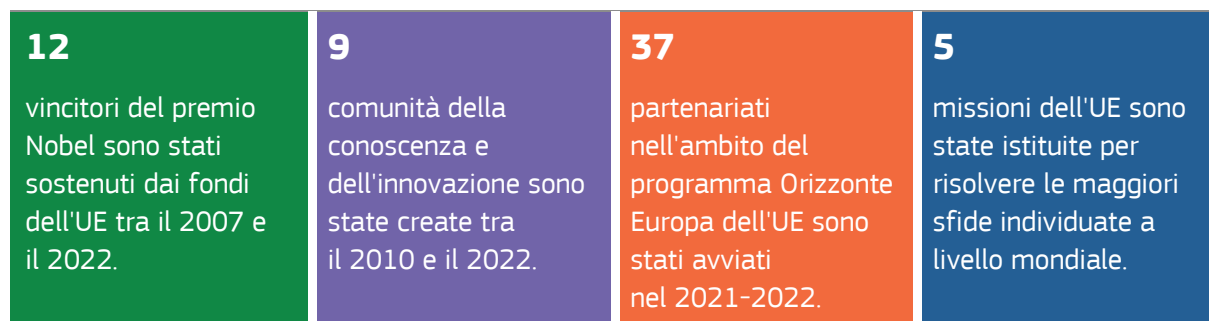 12
vincitori del premio
Nobel sono stati
sostenuti dai fondi
dell'UE tra il 2007 e
il 2022.
9
comunità della
conoscenza e
dell'innovazione sono
state create tra
il 2010 e il 2022.
37
partenariati
nell'ambito del
programma Orizzonte
Europa dell'UE sono
stati avviati
nel 2021-2022.
5
missioni dell'UE sono
state istituite per
risolvere le maggiori
sfide individuate a
livello mondiale.